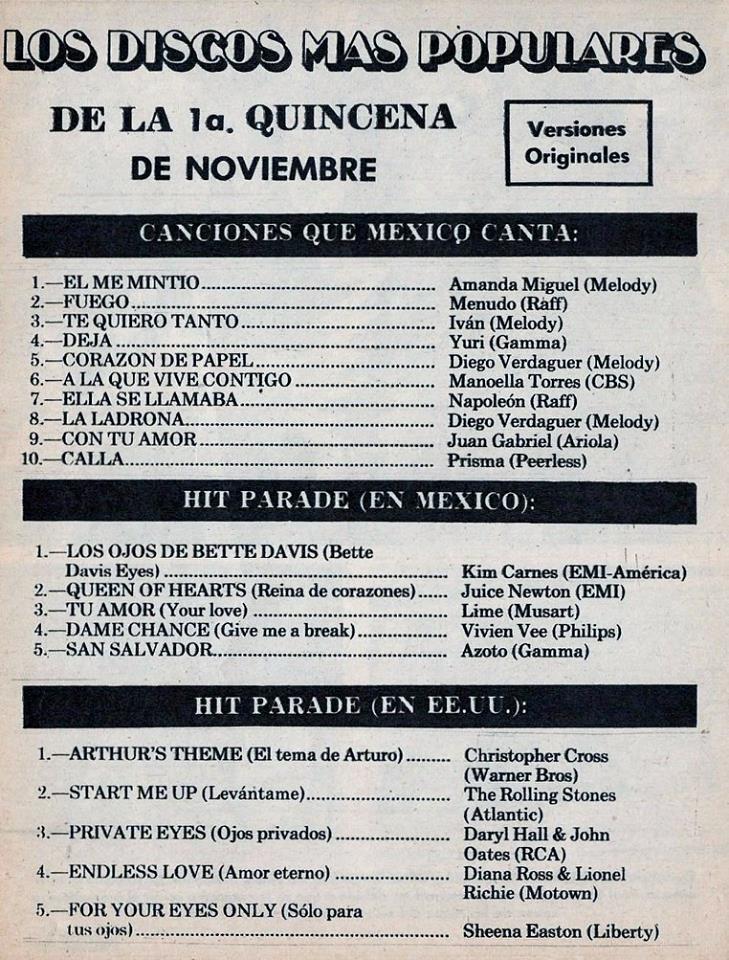 LOS DISCOS MAS POPULARES
DE LA 1a. QUINCENA
DE NOVIEMBRE
Versiones
Originales
CANCIONES QUE MEXICO CANTA:
1.—EL ME MINTIO.......... Amanda Miguel (Melody)
2.—FUEGO.......... Menudo (Raff)
3.—TE QUIERO TANTO.......... Iván (Melody)
4.—DEJA.......... Yuri (Gamma)
5.—CORAZON DE PAPEL.......... Diego Verdaguer (Melody)
6.—A LA QUE VIVE CONTIGO.......... Manoella Torres (CBS)
7.—ELLA SE LLAMABA.......... Napoleón (Raff)
8.—LA LADRONA.......... Diego Verdaguer (Melody)
9.—CON TU AMOR.......... Juan Gabriel (Ariola)
10.—CALLA.......... Prisma (Peerless)
HIT PARADE (EN MEXICO):
1.—LOS OJOS DE BETTE DAVIS (Bette
Davis Eyes).......... Kim Carnes (EMI-América)
2.—QUEEN OF HEARTS (Reina de corazones)...... Juice Newton (EMI)
3.—TU AMOR (Your love).......... Lime (Musart)
4.—DAME CHANCE (Give me a break).......... Vivien Vee (Philips)
5.—SAN SALVADOR.......... Azoto (Gamma)
HIT PARADE (EN EE.UU.):
1.—ARTHUR'S THEME (El tema de Arturo)......... Christopher Cross
(Warner Bros)
2.—START ME UP (Levántame).......... The Rolling Stones
(Atlantic)
3.—PRIVATE EYES (Ojos privados).......... Daryl Hall & John
Oates (RCA)
4.—ENDLESS LOVE (Amor eterno).......... Diana Ross & Lionel
Richie (Motown)
5.—FOR YOUR EYES ONLY (Sólo para
tus ojos).......... Sheena Easton (Liberty)